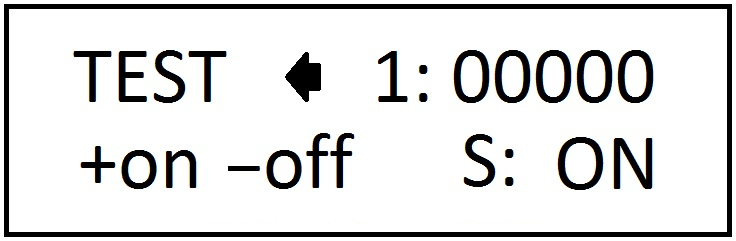 TEST 🡄 1: 00000
+on –off S: ON